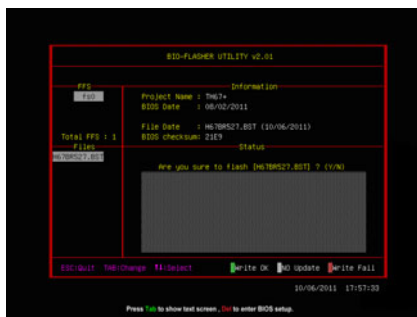 BIO-FLASHER UTILITY v2.01
FFS
fs0
Total FFS : 1
Files
H67BR527.BST
Information
Project Name : TH67+
BIOS Date : 08/02/2011
File Date : H67BR527.BST (10/06/2011)
BIOS checksum: 21E9
Status
Are you sure to flash [H67BR527.BST] ? (Y/N)
ESC:Quit TAB:Change ↑↓:Select Write OK NO Update Write Fail
10/06/2011 17:57:33
Press Tab to show text screen , Del to enter BIOS setup.